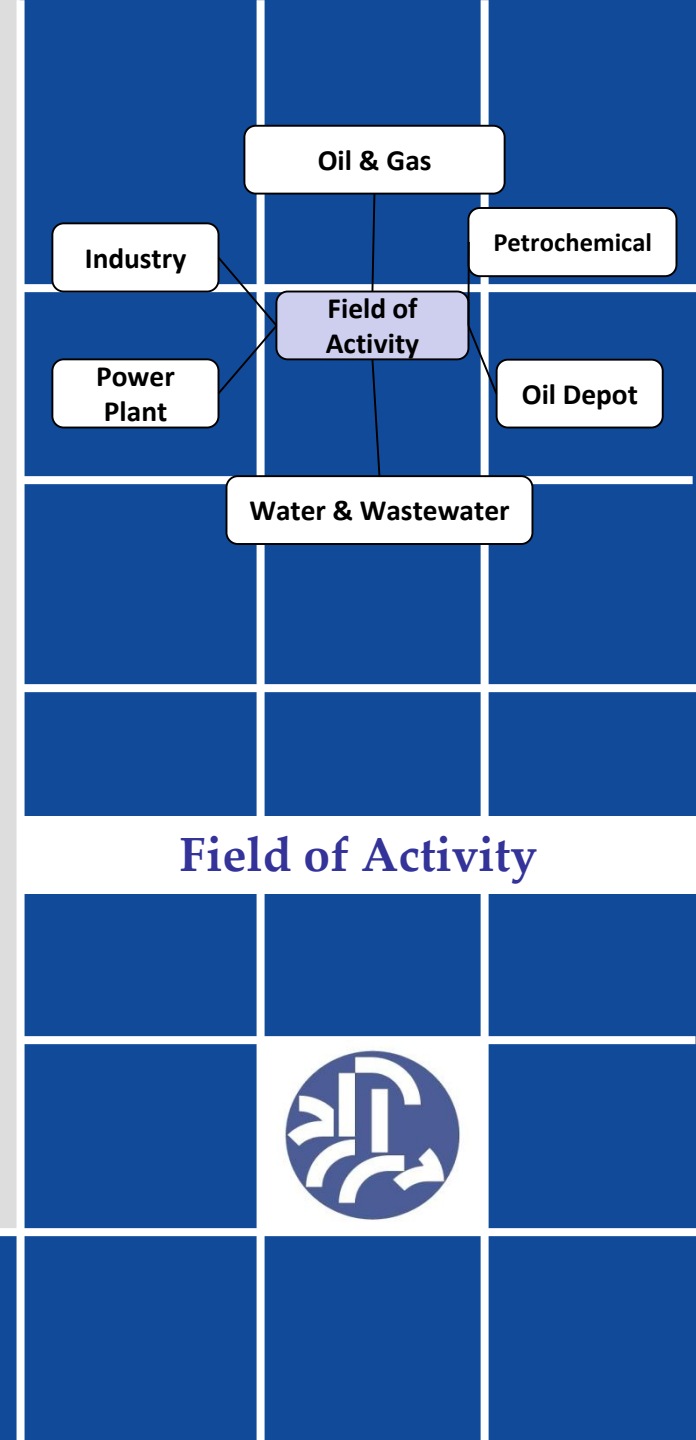 Oil & Gas
Petrochemical
Industry
Field of
Activity
Power
Plant
Oil Depot
Water & Wastewater
Field of Activity